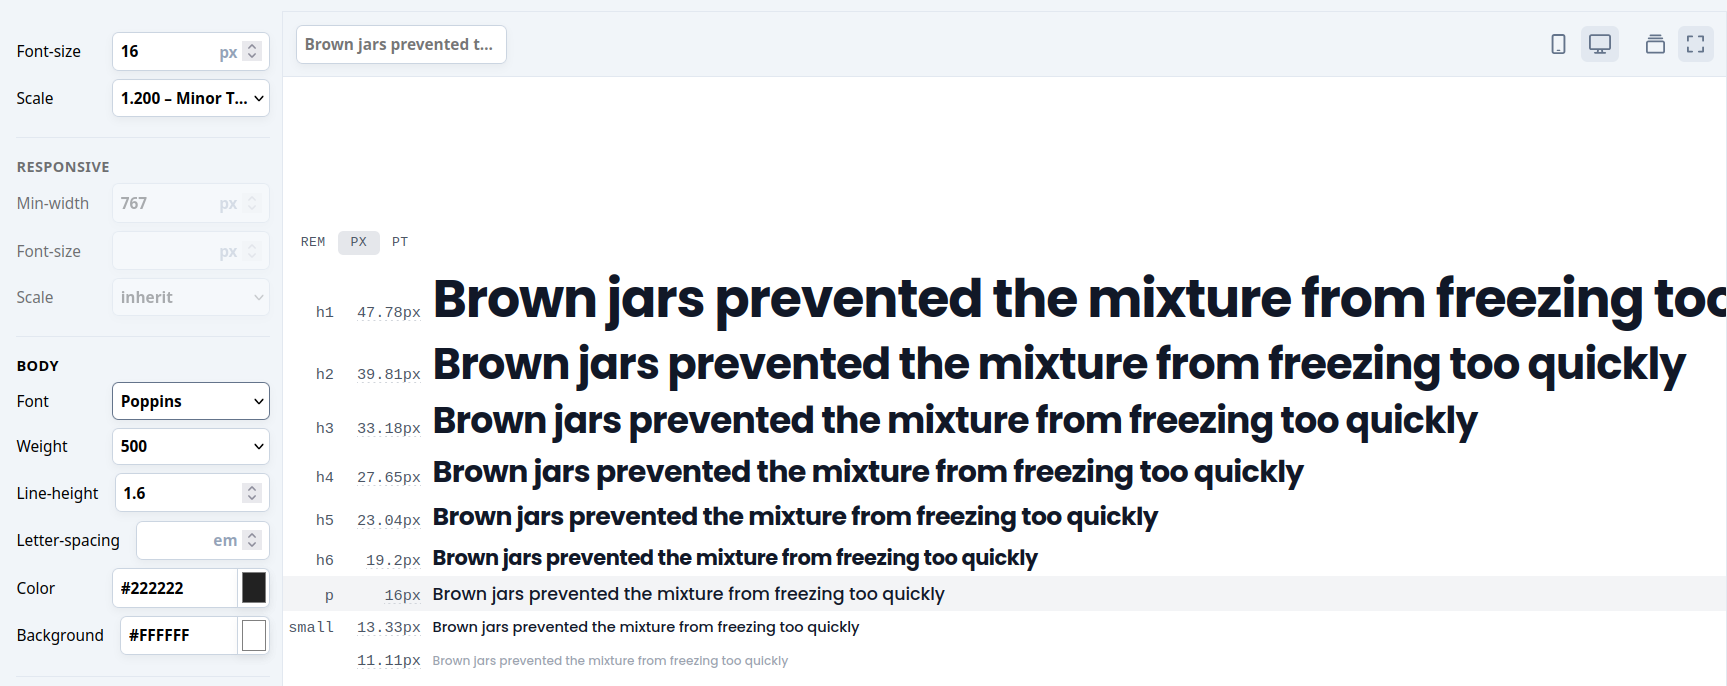 Font-size 16 px
Scale 1.200 – Minor T...
RESPONSIVE
Min-width 767 px
Font-size px
Scale inherit
BODY
Font Poppins
Weight 500
Line-height 1.6
Letter-spacing em
Color #222222
Background #FFFFFF
Brown jars prevented t...
REM PX PT
h1 47.78px Brown jars prevented the mixture from freezing too
h2 39.81px Brown jars prevented the mixture from freezing too quickly
h3 33.18px Brown jars prevented the mixture from freezing too quickly
h4 27.65px Brown jars prevented the mixture from freezing too quickly
h5 23.04px Brown jars prevented the mixture from freezing too quickly
h6 19.2px Brown jars prevented the mixture from freezing too quickly
p 16px Brown jars prevented the mixture from freezing too quickly
small 13.33px Brown jars prevented the mixture from freezing too quickly
11.11px Brown jars prevented the mixture from freezing too quickly